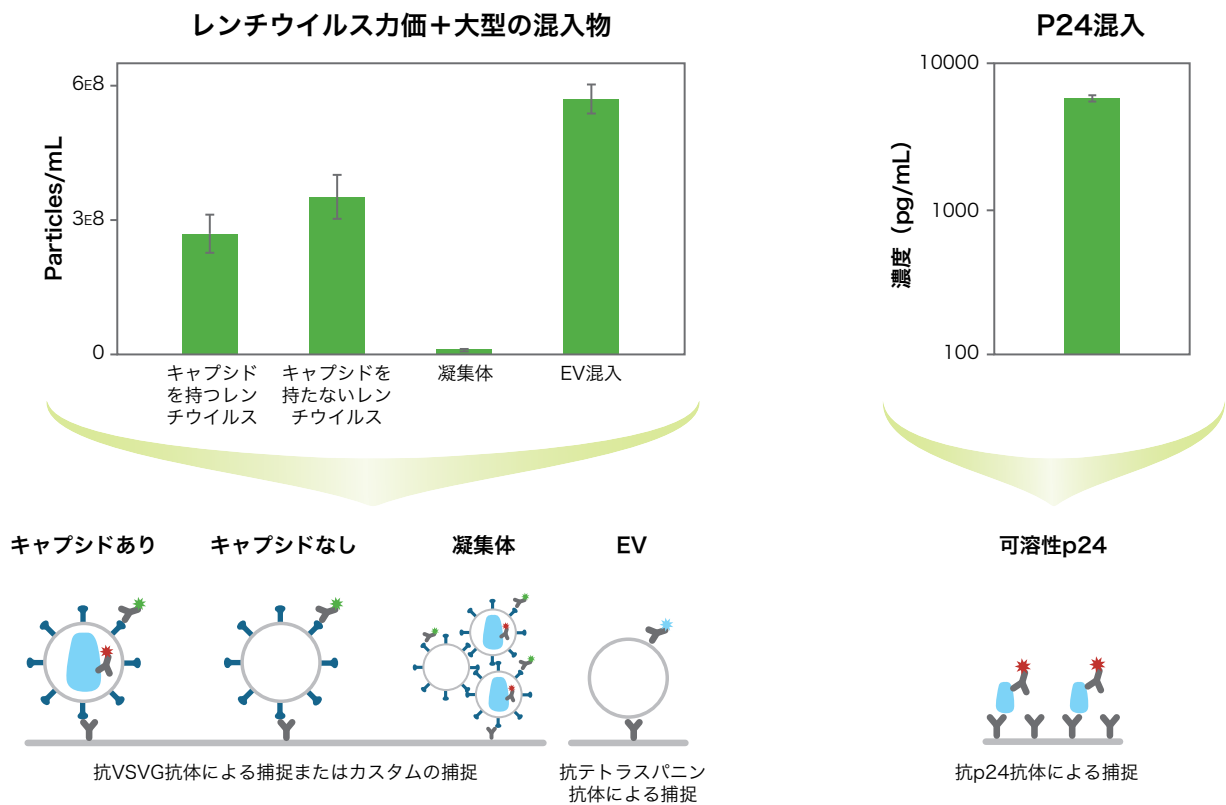 レンチウイルス力価＋大型の混入物
Particles/mL
6E8
3E8
0
キャプシド
を持つレン
チウイルス
キャプシドを
持たないレン
チウイルス
凝集体
EV混入
P24混入
濃度（pg/mL）
10000
1000
100
キャプシドあり
キャプシドなし
凝集体
EV
可溶性p24
抗VSVG抗体による捕捉またはカスタムの捕捉
抗テトラスパニン
抗体による捕捉
抗p24抗体による捕捉